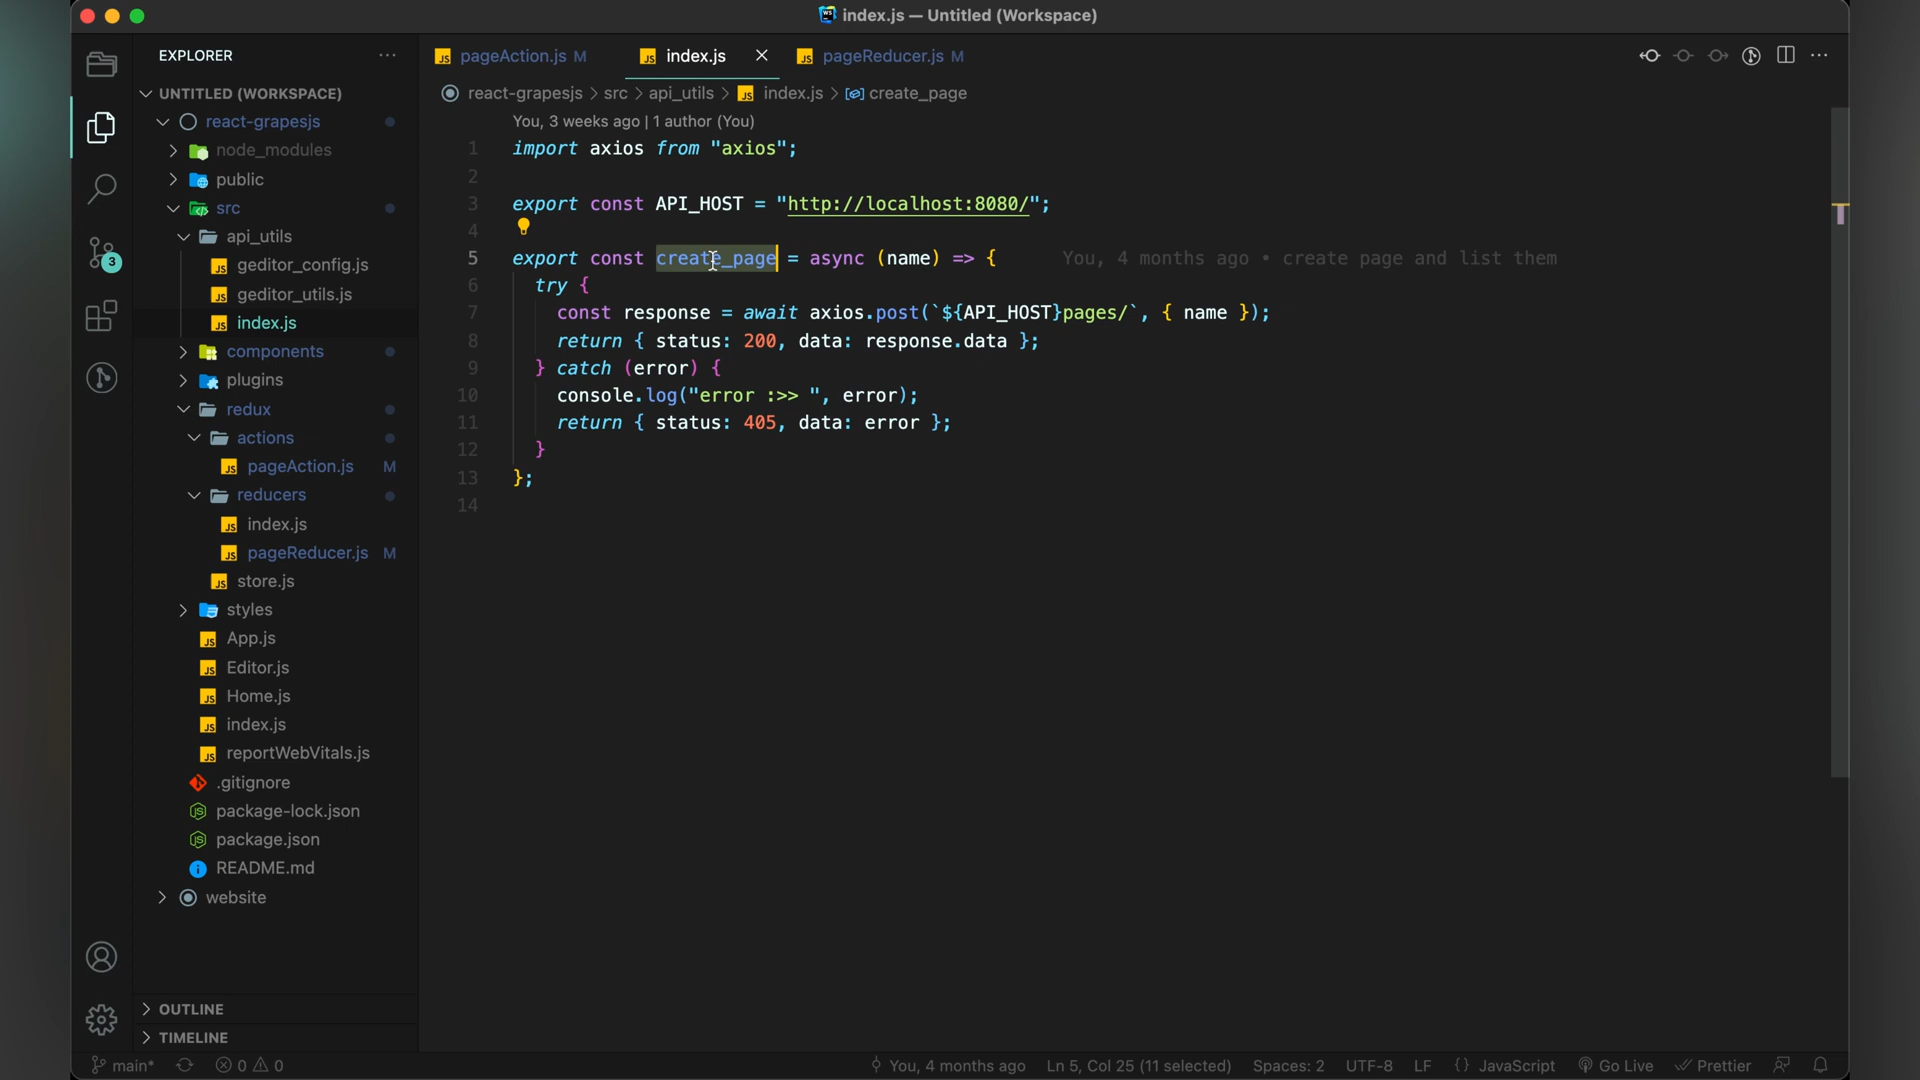 index.js — Untitled (Workspace)
EXPLORER
UNTITLED (WORKSPACE)
react-grapesjs
node_modules
public
src
api_utils
geditor_config.js
geditor_utils.js
index.js
components
plugins
redux
actions
pageAction.js M
reducers
index.js
pageReducer.js M
store.js
styles
App.js
Editor.js
Home.js
index.js
reportWebVitals.js
.gitignore
package-lock.json
package.json
README.md
website
OUTLINE
TIMELINE
3
pageAction.js M
index.js
pageReducer.js M
react-grapesjs > src > api_utils > index.js > create_page
You, 3 weeks ago | 1 author (You)
1 import axios from "axios";
2
3 export const API_HOST = "http://localhost:8080/";
4
5 export const create_page = async (name) => { You, 4 months ago • create page and list them
6 try {
7 const response = await axios.post(`${API_HOST}pages/`, { name });
8 return { status: 200, data: response.data };
9 } catch (error) {
10 console.log("error :>> ", error);
11 return { status: 405, data: error };
12 }
13 };
14
main* 0 0 You, 4 months ago Ln 5, Col 25 (11 selected) Spaces: 2 UTF-8 LF {} JavaScript Go Live Prettier